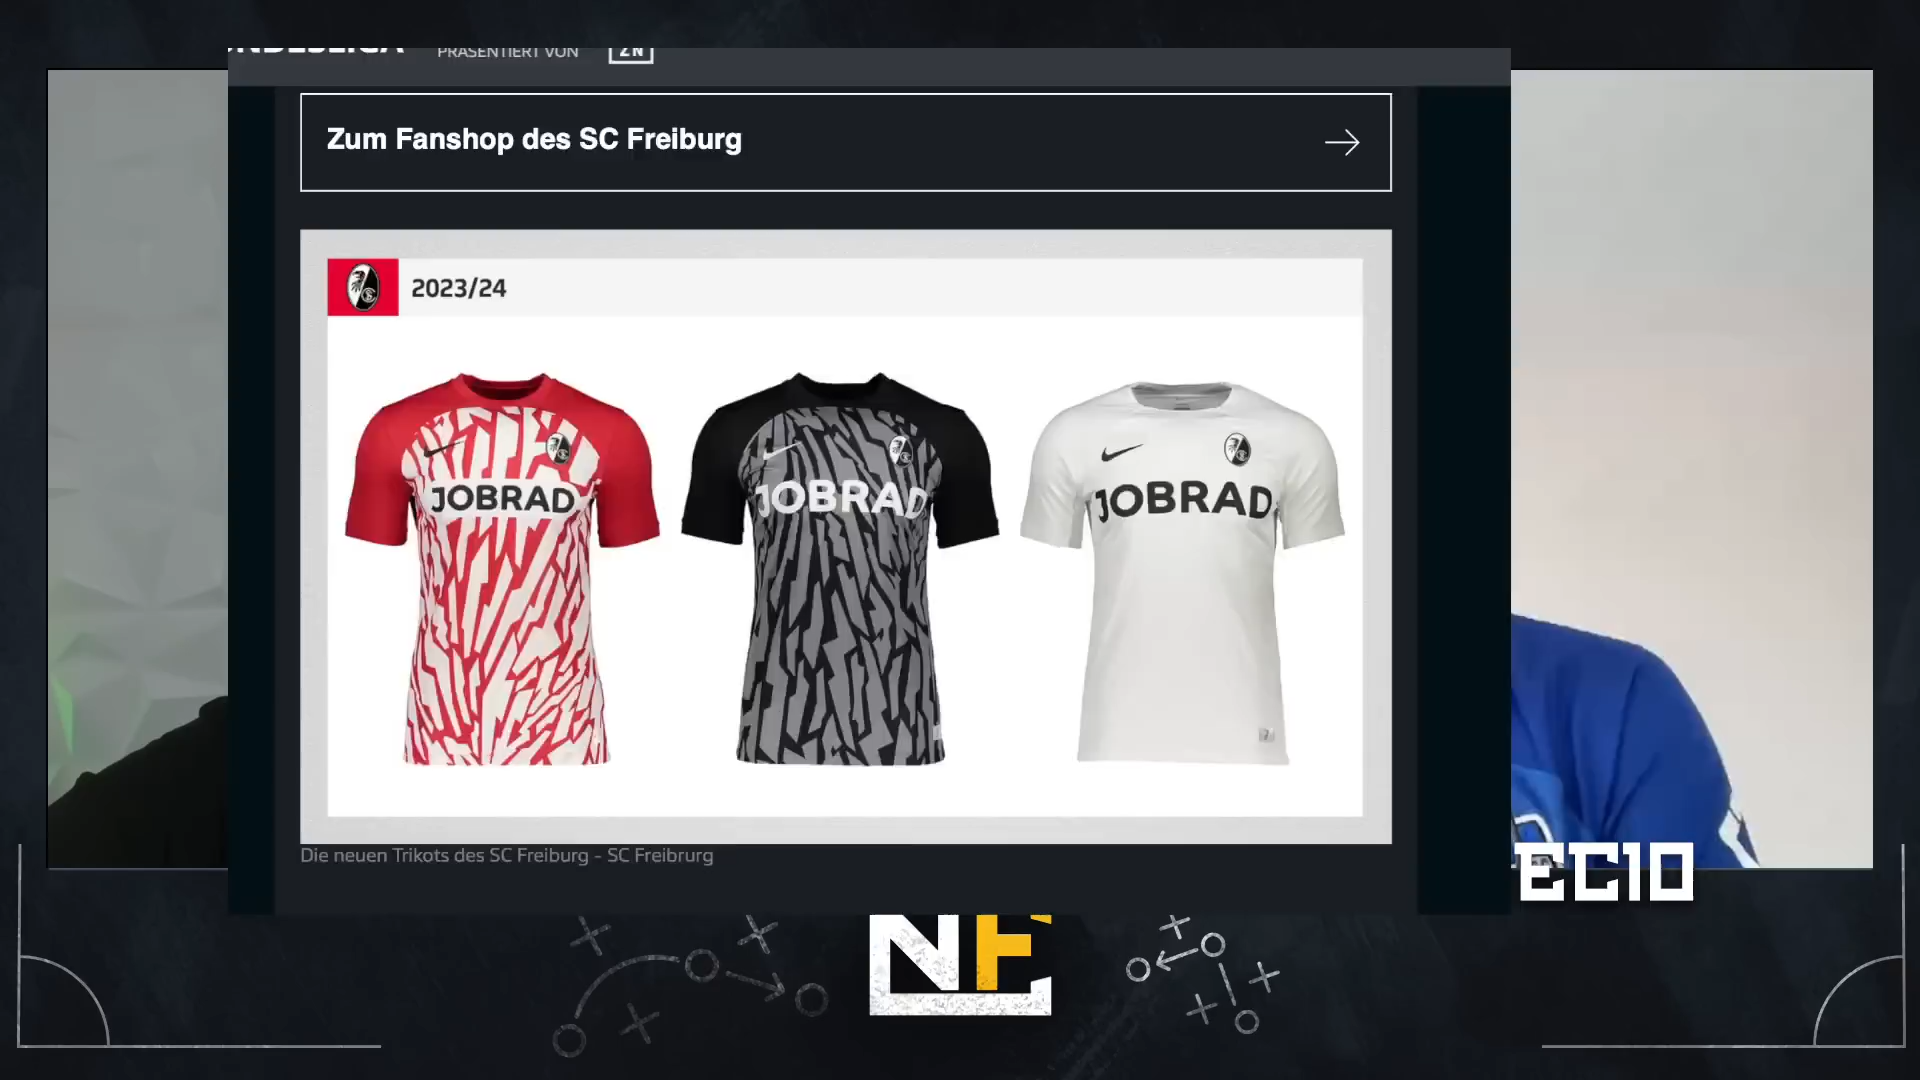 PRÄSENTIERT VON
ZN
Zum Fanshop des SC Freiburg
2023/24
JOBRAD
JOBRAD
JOBRAD
Die neuen Trikots des SC Freiburg - SC Freibrurg
EC10
NE